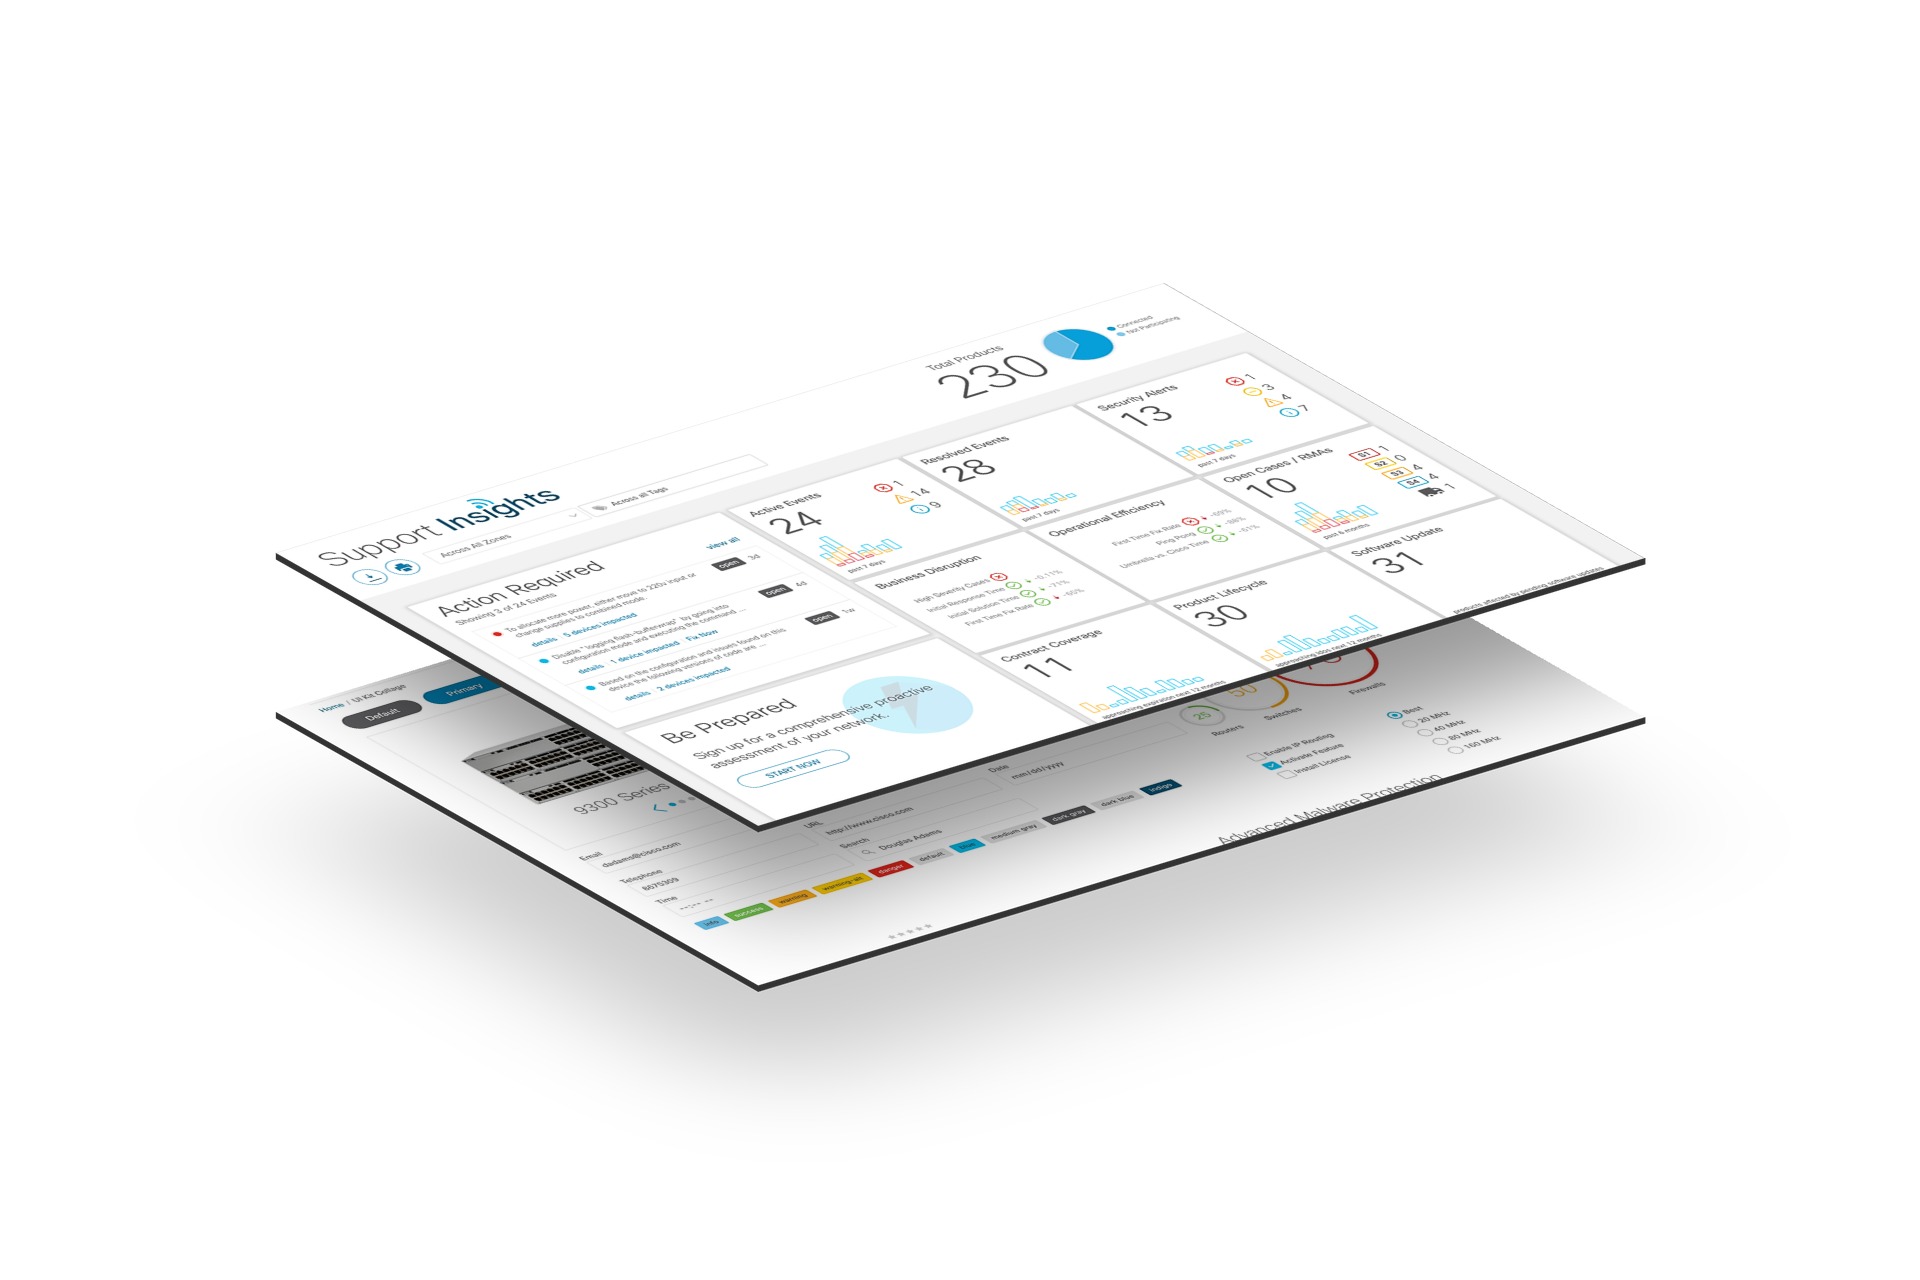 Support Insights
Across All Zones
Across all Tags
Total Products
230
Connected
Not Participating
Action Required
Showing 3 of 24 Events
view all
To allocate more power, either move to 220v input or
change supplies to combined mode.
details 5 devices impacted
open 3d
Disable "logging flash-bufferwrap" by going into
configuration mode and executing the command ...
details 1 device impacted Fix Now
open 4d
Based on the configuration and issues found on this
device the following versions of code are ...
details 2 devices impacted
open 1w
Be Prepared
Sign up for a comprehensive proactive
assessment of your network.
START NOW
Active Events
24
1
14
9
past 7 days
Resolved Events
28
past 7 days
Security Alerts
13
1
3
4
7
past 7 days
Business Disruption
High Severity Cases
Initial Response Time -0.11%
Initial Solution Time -71%
First Time Fix Rate -65%
Operational Efficiency
First Time Fix Rate -69%
Ping Pong
Umbrella vs. Cisco Time -61%
Open Cases / RMAs
10
S1 1
S2 0
S3 4
S4 4
1
past 6 months
Contract Coverage
11
approaching expiration next 12 months
Product Lifecycle
30
approaching ldos next 12 months
Software Update
31
products affected by pending software updates
Home / UI Kit Collage
Default
Primary
9300 Series
Email
dadams@cisco.com
Telephone
8675309
Time
--:-- --
URL
http://www.cisco.com
Search
Douglas Adams
Date
mm/dd/yyyy
info
success
warning
warning-alt
danger
default
blue
medium gray
dark gray
dark blue
indigo
25
Routers
50
Switches
Firewalls
Enable IP Routing
Activate Feature
Install License
Best
20 MHz
40 MHz
80 MHz
160 MHz
Advanced Malware Protection